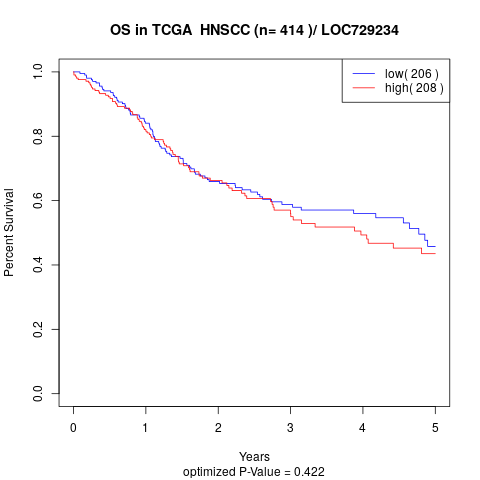 OS in TCGA  HNSCC (n= 414 )/ LOC729234
low( 206 )
high( 208 )
Percent Survival
1.0
0.8
0.6
0.4
0.2
0.0
0 1 2 3 4 5
Years
optimized P-Value = 0.422